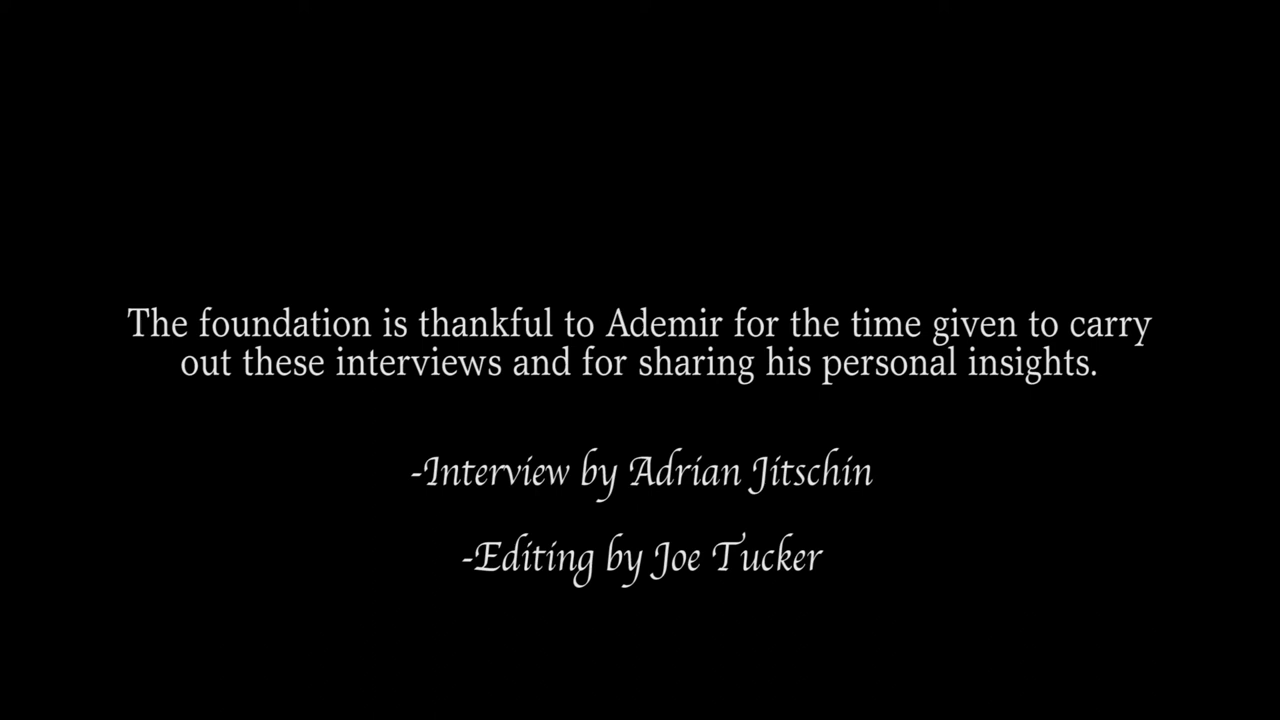 The foundation is thankful to Ademir for the time given to carry
out these interviews and for sharing his personal insights.
-Interview by Adrian Jitschin
-Editing by Joe Tucker